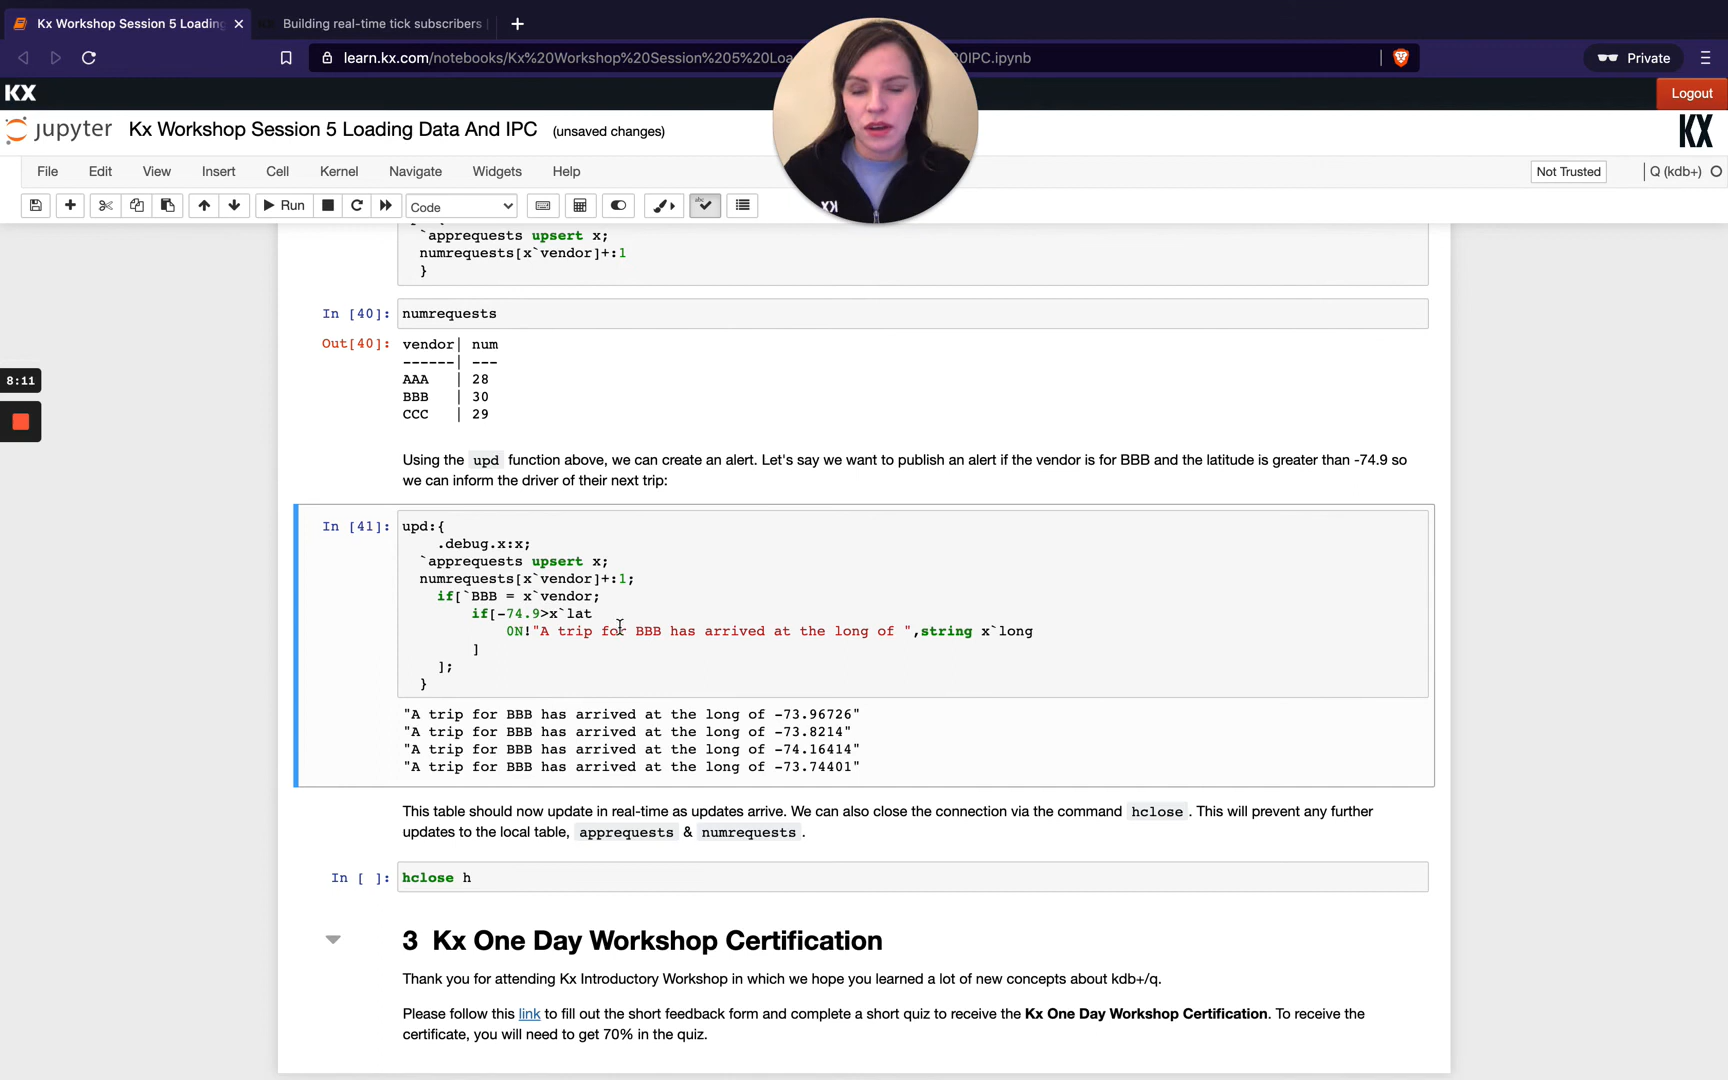 Kx Workshop Session 5 Loading
Building real-time tick subscribers
learn.kx.com/notebooks/Kx%20Workshop%20Session%205%20Loa
20IPC.ipynb
Private
KX
Logout
jupyter
Kx Workshop Session 5 Loading Data And IPC (unsaved changes)
KX
File Edit View Insert Cell Kernel Navigate Widgets Help
Not Trusted
Q (kdb+)
Run
Code
KX
`apprequests upsert x;
numrequests[x`vendor]+:1
}
In [40]: numrequests
Out[40]: vendor| num
------| ---
AAA | 28
BBB | 30
CCC | 29
8:11
Using the upd function above, we can create an alert. Let's say we want to publish an alert if the vendor is for BBB and the latitude is greater than -74.9 so
we can inform the driver of their next trip:
In [41]: upd:{
.debug.x:x;
`apprequests upsert x;
numrequests[x`vendor]+:1;
if[`BBB = x`vendor;
if[-74.9>x`lat
0N!"A trip for BBB has arrived at the long of ",string x`long
]
];
}
"A trip for BBB has arrived at the long of -73.96726"
"A trip for BBB has arrived at the long of -73.8214"
"A trip for BBB has arrived at the long of -74.16414"
"A trip for BBB has arrived at the long of -73.74401"
This table should now update in real-time as updates arrive. We can also close the connection via the command hclose . This will prevent any further
updates to the local table, apprequests & numrequests .
In [ ]: hclose h
3 Kx One Day Workshop Certification
Thank you for attending Kx Introductory Workshop in which we hope you learned a lot of new concepts about kdb+/q.
Please follow this link to fill out the short feedback form and complete a short quiz to receive the Kx One Day Workshop Certification. To receive the
certificate, you will need to get 70% in the quiz.